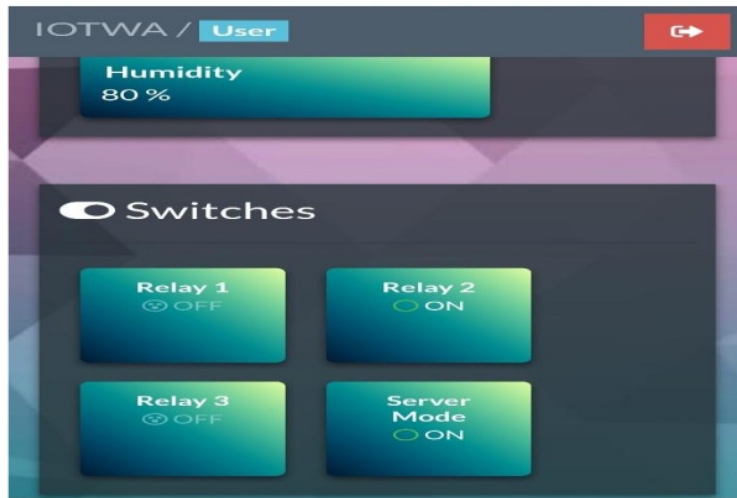 IOTWA / User
Humidity
80 %
Switches
Relay 1
OFF
Relay 2
ON
Relay 3
OFF
Server
Mode
ON